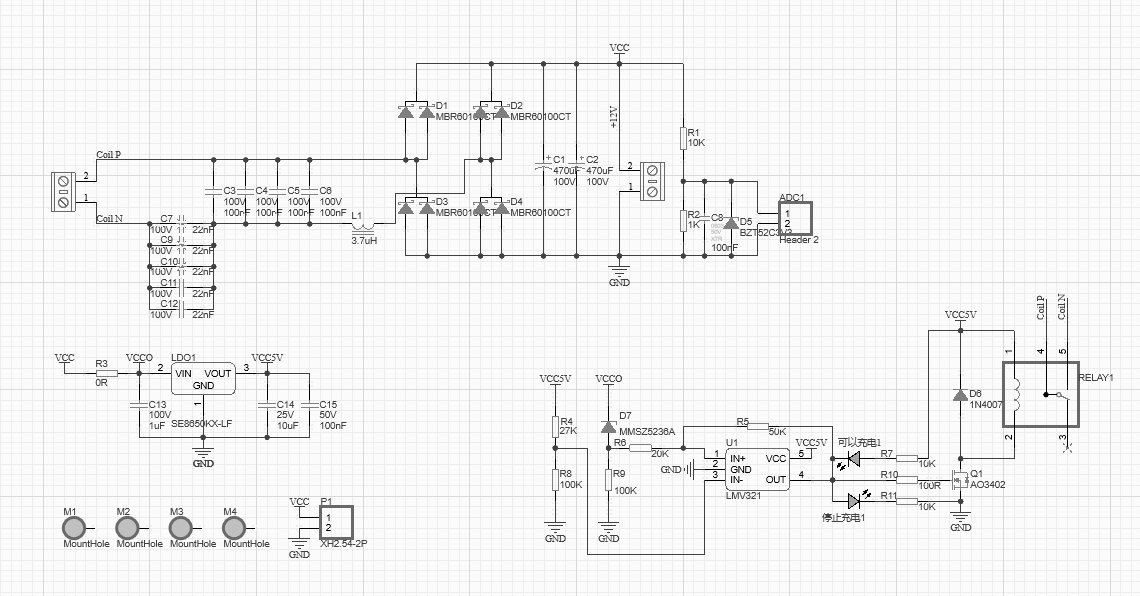 VCC
+12V
Coil P
2
1
Coil N
D1
MBR60100CT
D2
MBR60100CT
D3
MBR60100CT
D4
MBR60100CT
C3
100V
100nF
C4
100V
100nF
C5
100V
100nF
C6
100V
100nF
C7
100V 22nF
C9
100V 22nF
C10
100V 22nF
C11
100V 22nF
C12
100V 22nF
L1
3.7uH
C1
470uF
100V
C2
470uF
100V
2
1
R1
10K
R2
1K
C8
100nF
D5
ADC1
1
2
Header 2
GND
VCC
R3
0R
VCCO
LDO1
2 VIN VOUT 3
GND
1
SE8650KX-LF
VCC5V
C13
100V
1uF
C14
25V
10uF
C15
50V
100nF
GND
M1
MountHole
M2
MountHole
M3
MountHole
M4
MountHole
VCC
P1
1
2
GND
XH2.54-2P
VCC5V
R4
27K
R8
100K
GND
VCCO
D7
MMSZ5236A
R6
20K
R9
100K
GND
R5
50K
GND
U1
1 IN+ VCC 5
2 GND
3 IN- OUT 4
LMV321
VCC5V
可以充电1
R7
10K
R10
100R
停止充电1
R11
10K
Q1
AO3402
GND
VCC5V
D6
1N4007
Coil P
Coil N
1
4
5
RELAY1
2
3